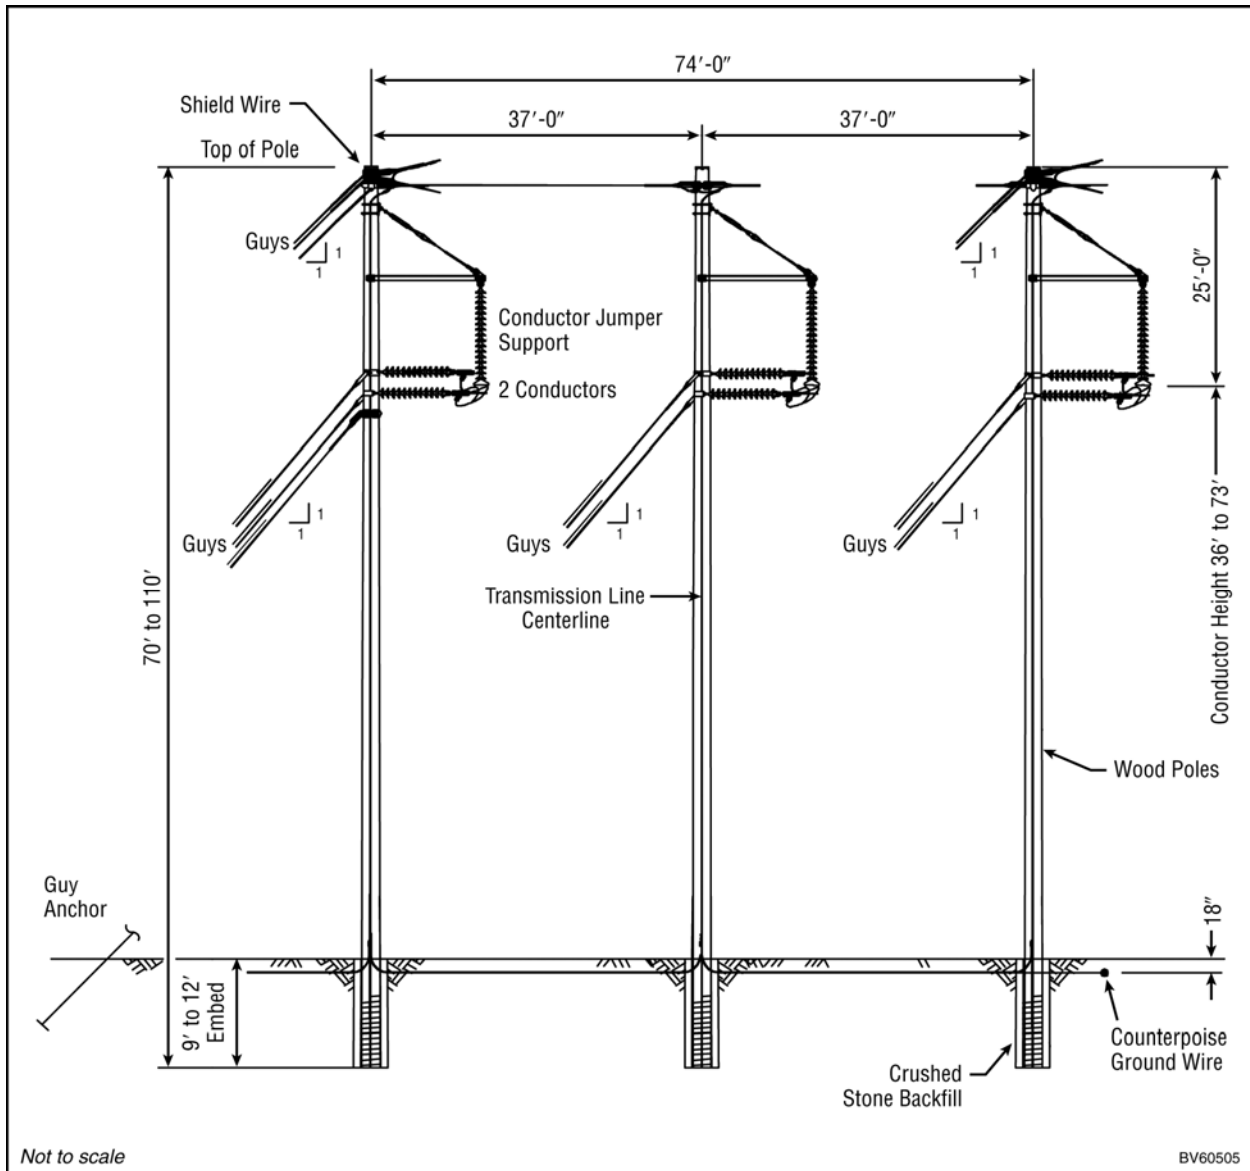 74′-0″
Shield Wire
37′-0″
37′-0″
Top of Pole
Guys
1
1
1
1
25′-0″
Conductor Jumper
Support
2 Conductors
Guys
1
1
Guys
1
1
Guys
1
1
70′ to 110′
Transmission Line
Centerline
Conductor Height 36′ to 73′
Wood Poles
Guy
Anchor
18″
9′ to 12′
Embed
Counterpoise
Ground Wire
Crushed
Stone Backfill
Not to scale
BV60505